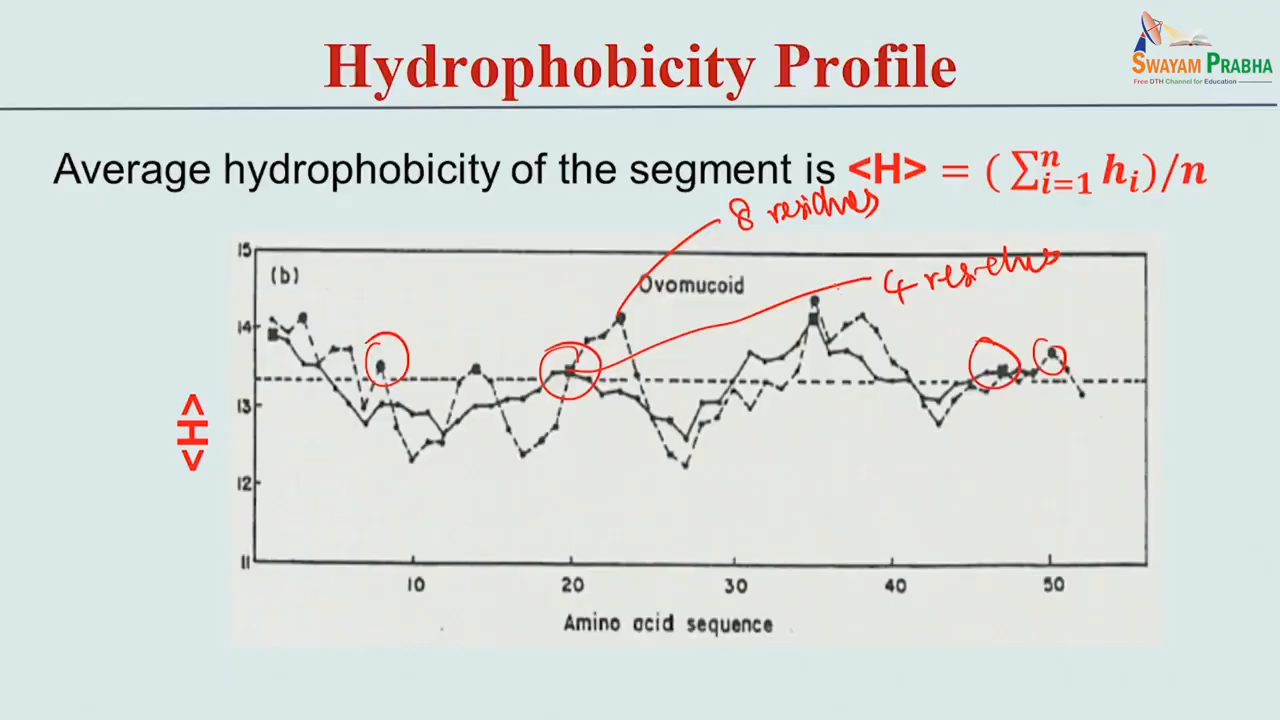 Hydrophobicity Profile
SWAYAM PRABHA
Free DTH Channel for Education
Average hydrophobicity of the segment is <H> = (∑ⁿᵢ₌₁ hᵢ)/n
8 residues
4 residues
15
(b)
Ovomucoid
14
13
<H>
12
11
10
20
30
40
50
Amino acid sequence